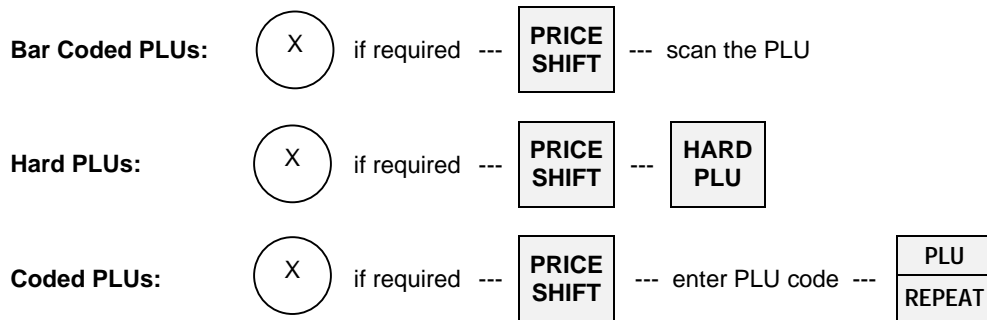 Bar Coded PLUs: X if required --- PRICE SHIFT --- scan the PLU
Hard PLUs: X if required --- PRICE SHIFT --- HARD PLU
Coded PLUs: X if required --- PRICE SHIFT --- enter PLU code --- PLU REPEAT